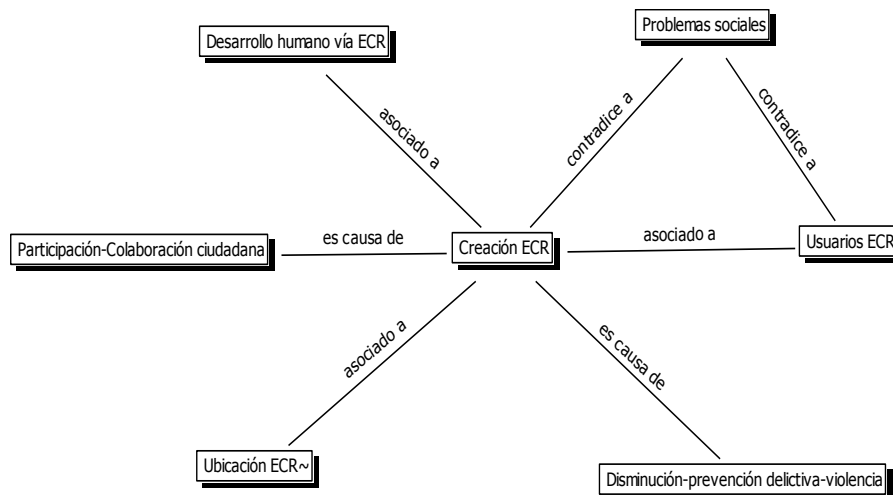 Problemas sociales
Desarrollo humano vía ECR
asociado a
contradice a
contradice a
Participación-Colaboración ciudadana
es causa de
Creación ECR
asociado a
Usuarios ECR
asociado a
es causa de
Ubicación ECR~
Disminución-prevención delictiva-violencia